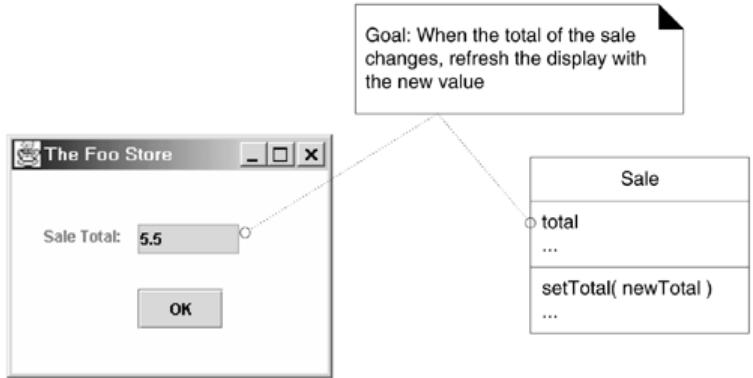 Goal: When the total of the sale
changes, refresh the display with
the new value
The Foo Store
Sale Total: 5.5
OK
Sale
total
...
setTotal( newTotal )
...